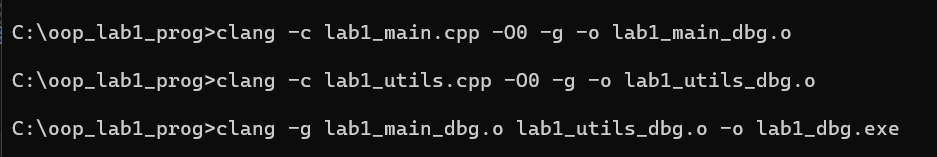 C:\oop_lab1_prog>clang -c lab1_main.cpp -O0 -g -o lab1_main_dbg.o
C:\oop_lab1_prog>clang -c lab1_utils.cpp -O0 -g -o lab1_utils_dbg.o
C:\oop_lab1_prog>clang -g lab1_main_dbg.o lab1_utils_dbg.o -o lab1_dbg.exe